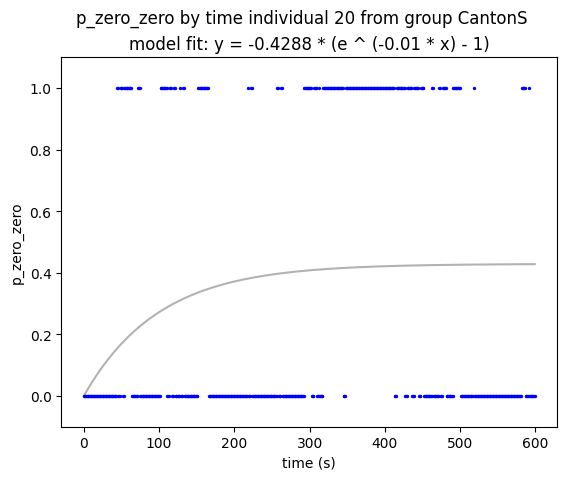 p_zero_zero by time individual 20 from group CantonS
model fit: y = -0.4288 * (e ^ (-0.01 * x) - 1)
1.0
0.8
0.6
0.4
0.2
0.0
p_zero_zero
0 100 200 300 400 500 600
time (s)